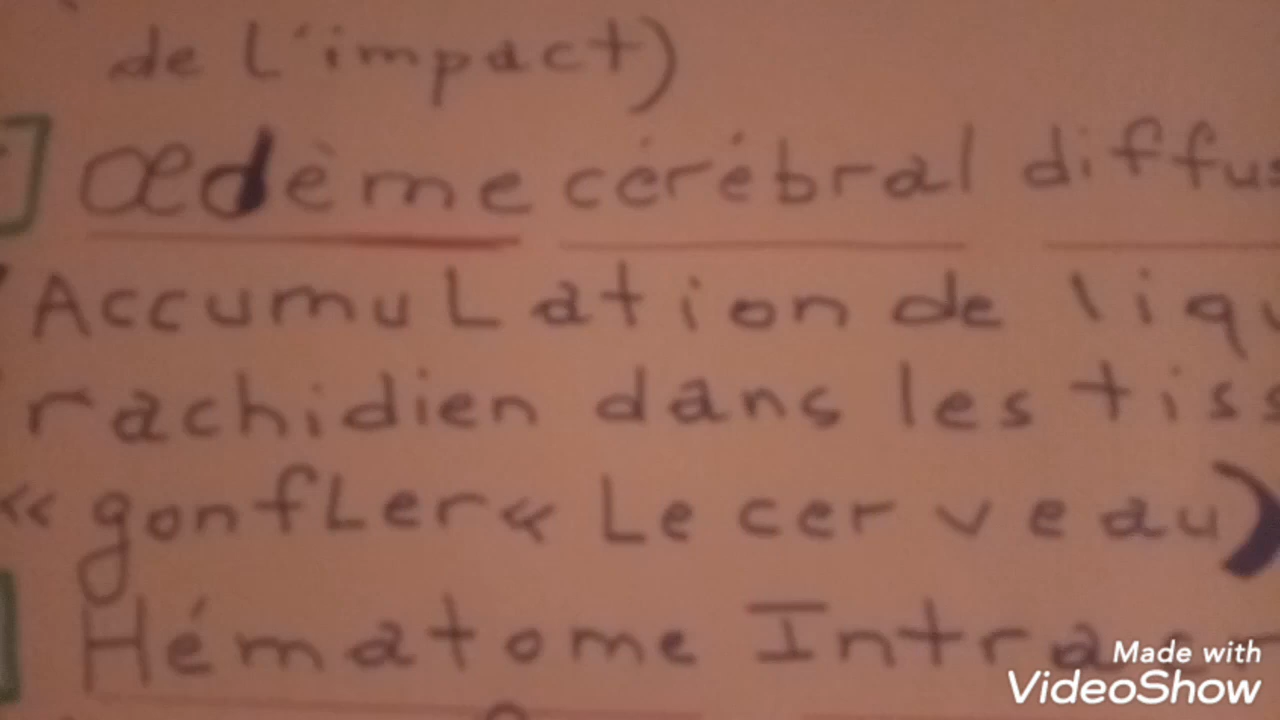 de L'impact)
Œdème cérébral diffus
Accumulation de liqu
rachidien dans les tiss
« gonfLer « Le cerveau)
Hématome Intracr
Made with
VideoShow